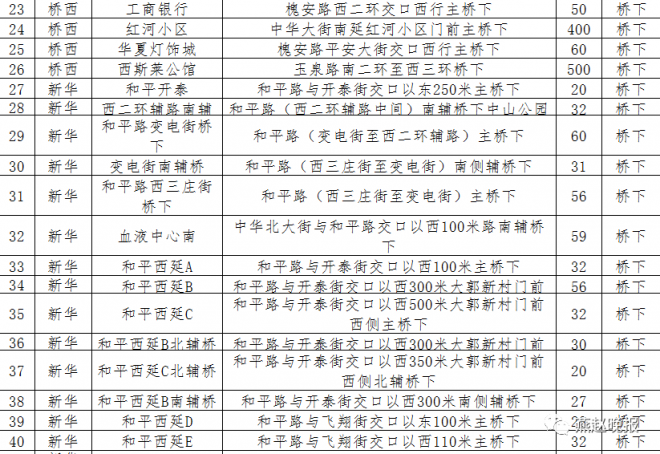 23 桥西 工商银行 槐安路西二环交口西行主桥下 50 桥下
24 桥西 红河小区 中华大街南延红河小区门前主桥下 400 桥下
25 桥西 华夏灯饰城 槐安路平安大街交口西行主桥下 60 桥下
26 桥西 西斯莱公馆 玉泉路南二环至西三环桥下 500 桥下
27 新华 和平开泰 和平路与开泰街交口以东250米主桥下 20 桥下
28 新华 西二环辅路南辅 和平路（西二环辅路中间）南辅桥下中山公园 32 桥下
29 新华 和平路变电街桥下 和平路（变电街至西二环辅路）主桥下 60 桥下
30 新华 变电街南辅桥 和平路（西三庄街至变电街）南侧辅桥下 31 桥下
31 新华 和平路西三庄街桥下 和平路（西三庄街至变电街）主桥下 56 桥下
32 新华 血液中心南 中华北大街与和平路交口以西100米路南辅桥下 59 桥下
33 新华 和平西延A 和平路与开泰街交口以西100米主桥下 32 桥下
34 新华 和平西延B 和平路与开泰街交口以西300米大郭新村门前 56 桥下
35 新华 和平西延C 和平路与开泰街交口以西500米大郭新村门前西侧主桥下 32 桥下
36 新华 和平西延B北辅桥 和平路与开泰街交口以西300米大郭新村门前 30 桥下
37 新华 和平西延C北辅桥 和平路与开泰街交口以西350米大郭新村门前西侧北辅桥下 20 桥下
38 新华 和平西延B南辅桥 和平路与开泰街交口以西300米南侧辅桥下 27 桥下
39 新华 和平西延D 和平路与飞翔街交口以东100米主桥下 桥下
40 新华 和平西延E 和平路与飞翔街交口以西110米主桥下 32 桥下
燕赵晚报